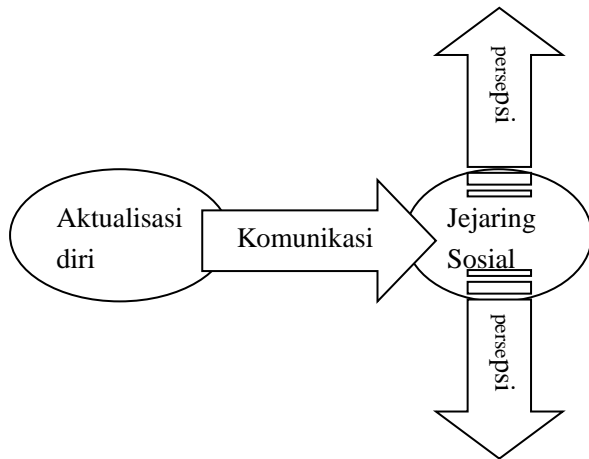 persepsi
Aktualisasi
diri
Komunikasi
Jejaring
Sosial
persepsi